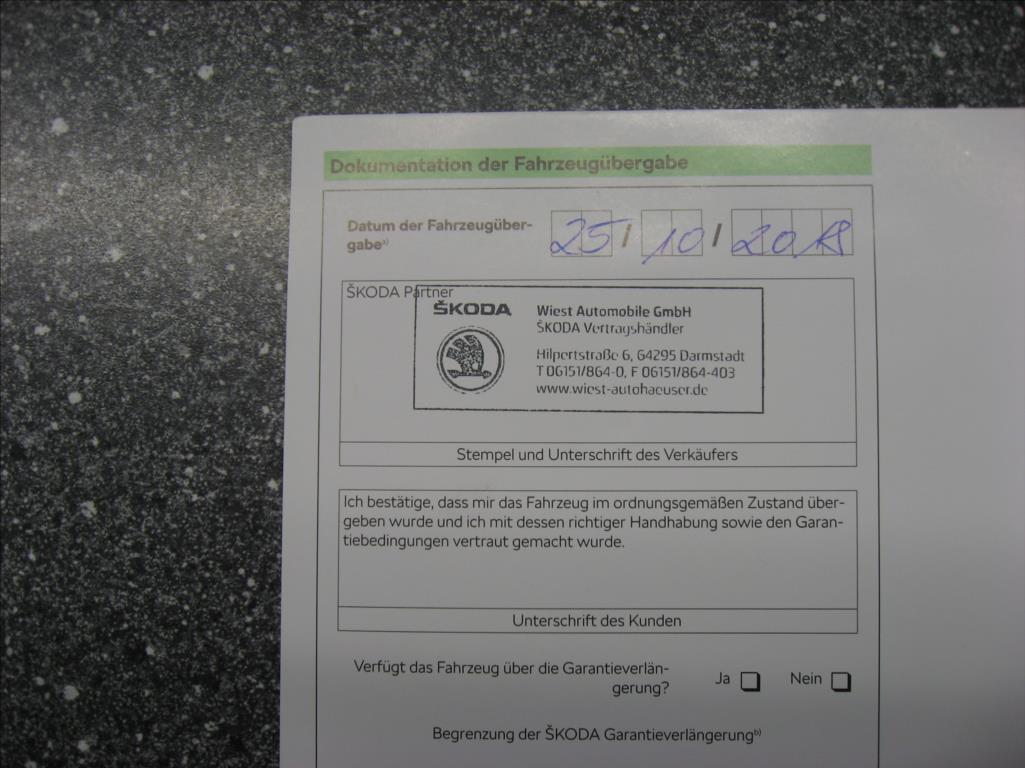 Dokumentation der Fahrzeugübergabe
Datum der Fahrzeugüber-
gabeᵃ⁾
25 / 10 / 2018
ŠKODA Partner
ŠKODA
Wiest Automobile GmbH
ŠKODA Vertragshändler
Hilpertstraße 6, 64295 Darmstadt
T 06151/864-0, F 06151/864-403
www.wiest-autohaeuser.de
Stempel und Unterschrift des Verkäufers
Ich bestätige, dass mir das Fahrzeug im ordnungsgemäßen Zustand über-
geben wurde und ich mit dessen richtiger Handhabung sowie den Garan-
tiebedingungen vertraut gemacht wurde.
Unterschrift des Kunden
Verfügt das Fahrzeug über die Garantieverlän-
gerung?
Ja
Nein
Begrenzung der ŠKODA Garantieverlängerungᵇ⁾